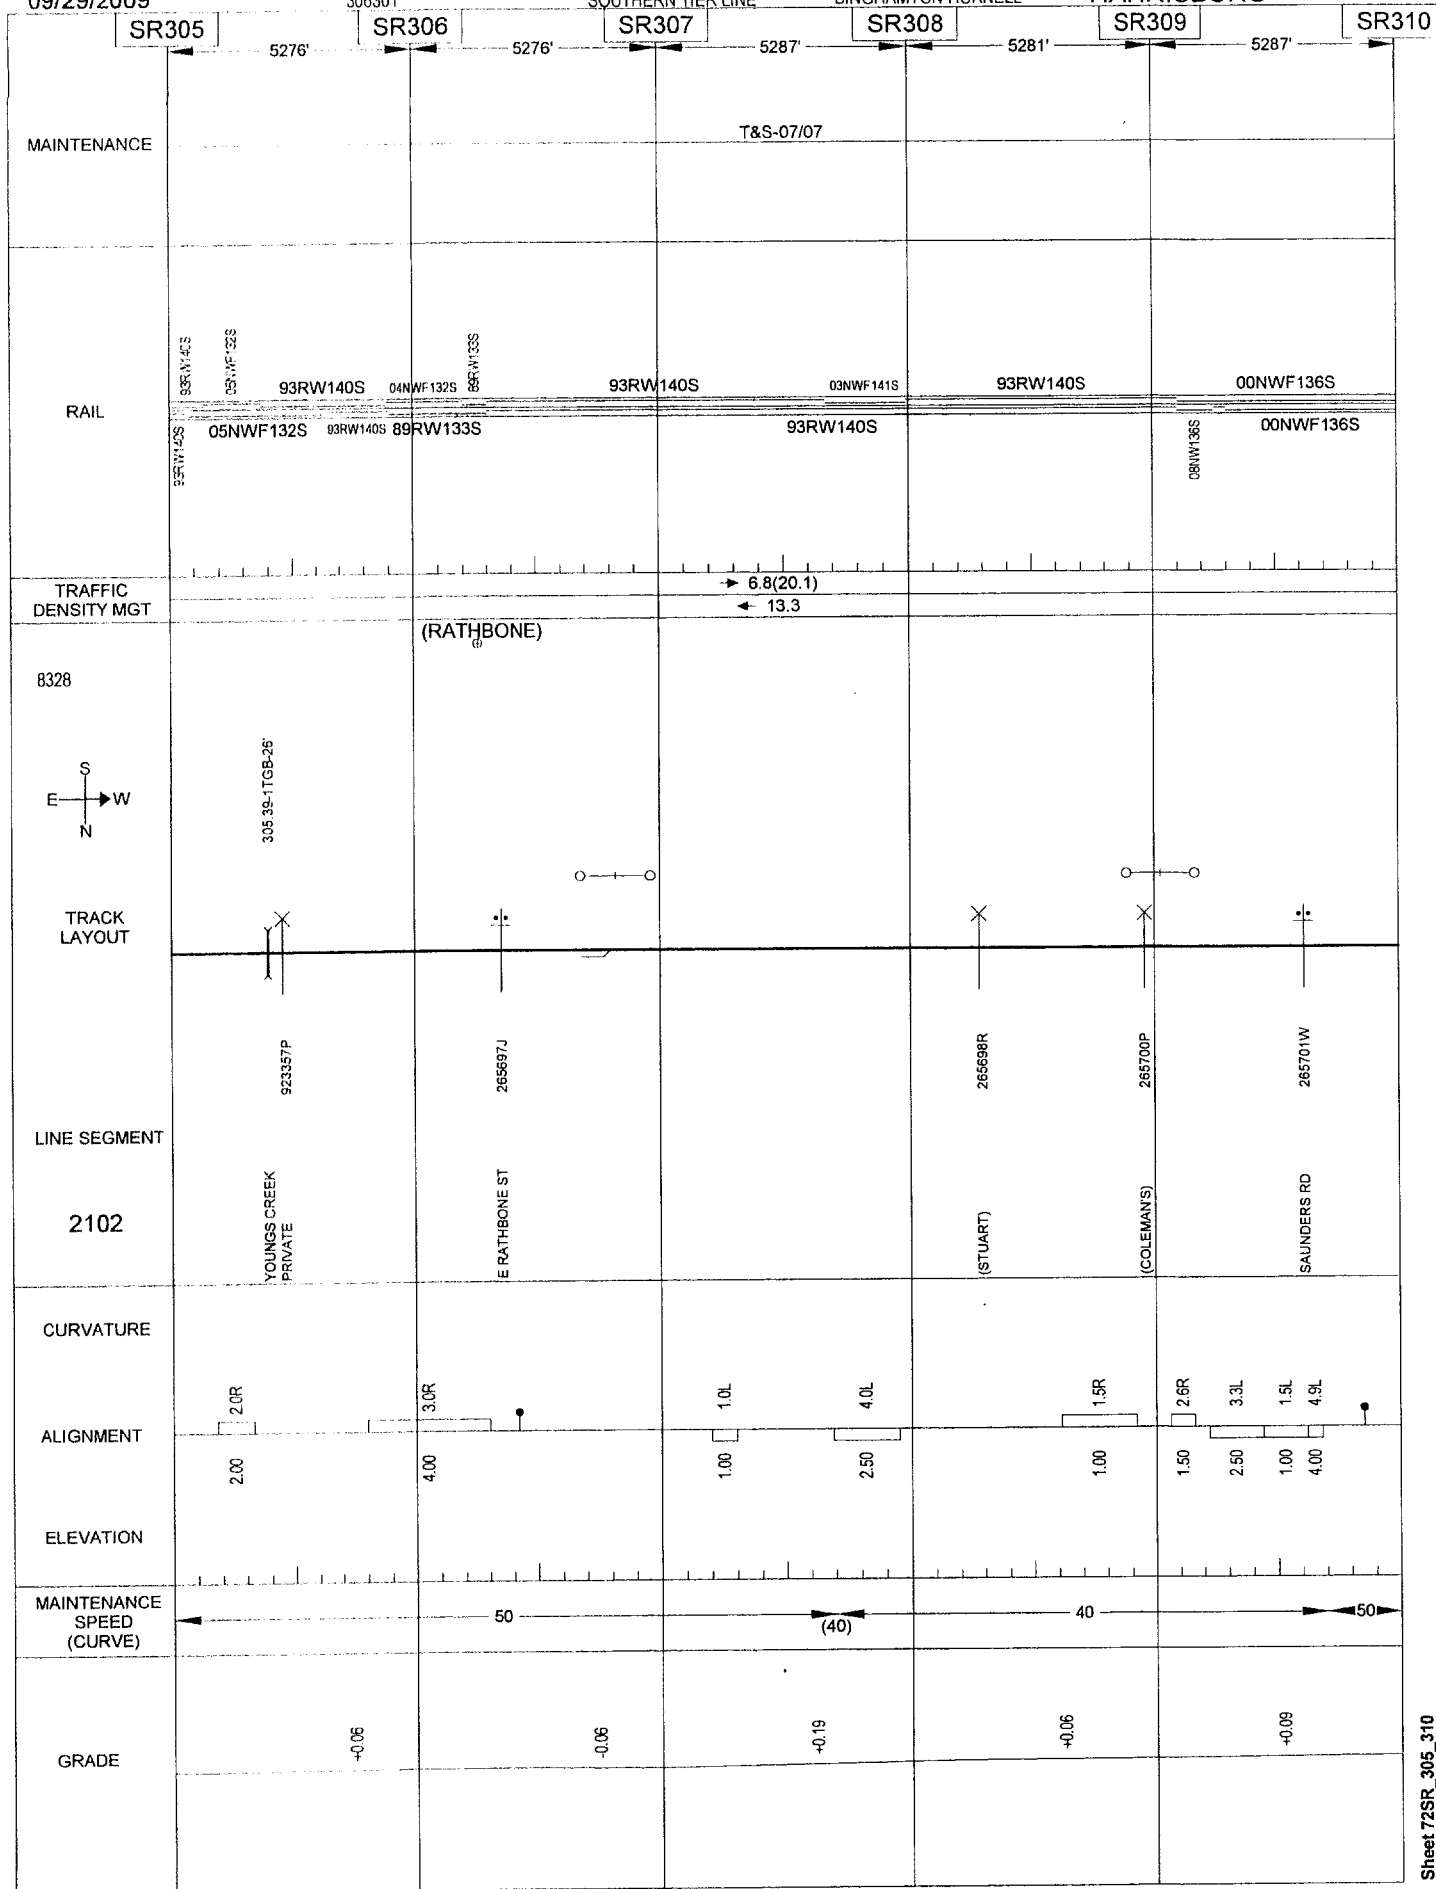 09/29/2009 306301 SOUTHERN TIER LINE BINGHAMTON-HORNELL HARRISBURG
SR305 SR306 SR307 SR308 SR309 SR310
5276' 5276' 5287' 5281' 5287'
MAINTENANCE
T&S-07/07
RAIL
93RW140S
05NWF132S
93RW140S
04NWF132S
89RW133S
93RW140S
03NWF141S
93RW140S
00NWF136S
93RW140S
05NWF132S
93RW140S
89RW133S
93RW140S
08NW136S
00NWF136S
TRAFFIC
DENSITY MGT
6.8(20.1)
13.3
(RATHBONE)
8328
S
E W
N
305.39-1TGB-26'
TRACK
LAYOUT
923357P
265697J
265698R
265700P
265701W
LINE SEGMENT
2102
YOUNGS CREEK
PRIVATE
E RATHBONE ST
(STUART)
(COLEMAN'S)
SAUNDERS RD
CURVATURE
2.0R 3.0R 1.0L 4.0L 1.5R 2.6R 3.3L 1.5L 4.9L
ALIGNMENT
2.00 4.00 1.00 2.50 1.00 1.50 2.50 1.00 4.00
ELEVATION
MAINTENANCE
SPEED
(CURVE)
50 (40) 40 50
GRADE
+0.06 -0.06 +0.19 +0.06 +0.09
Sheet 72SR_305_310